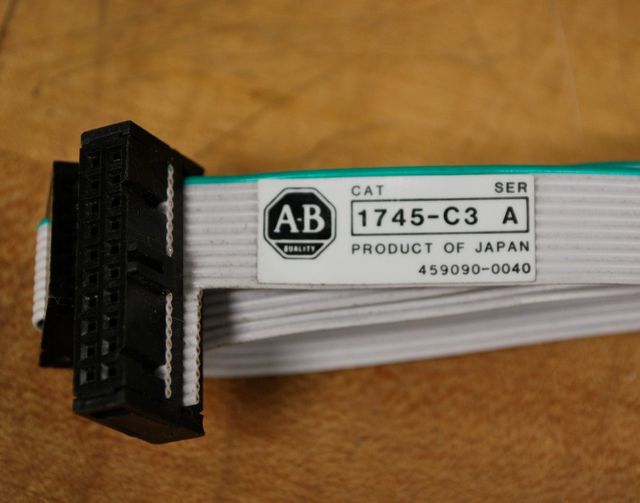 CAT SER
A-B
QUALITY
1745-C3 A
PRODUCT OF JAPAN
459090-0040